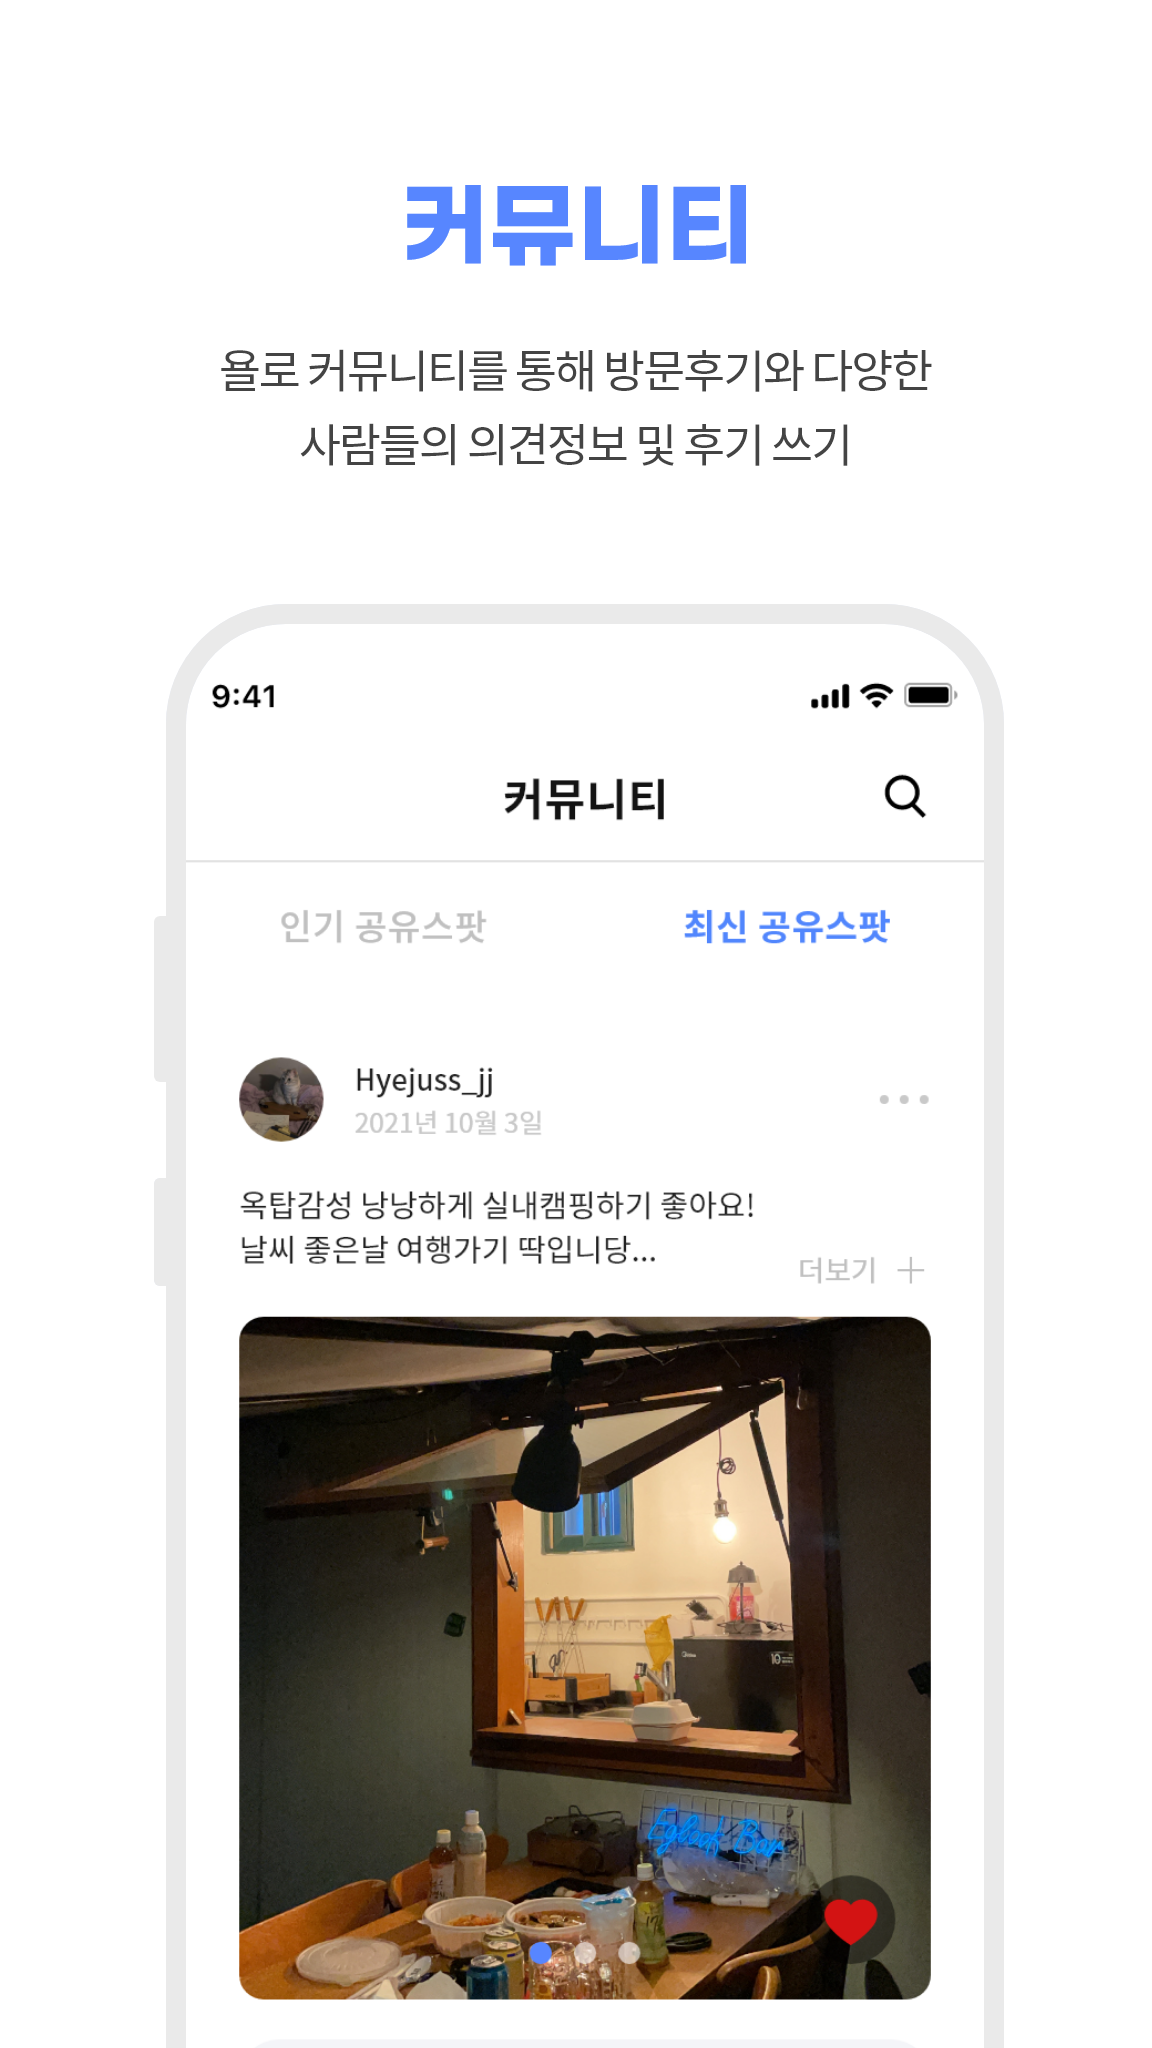 커뮤니티
욜로 커뮤니티를 통해 방문후기와 다양한
사람들의 의견정보 및 후기 쓰기
9:41
커뮤니티
인기 공유스팟
최신 공유스팟
Hyejuss_jj
2021년 10월 3일
옥탑감성 낭낭하게 실내캠핑하기 좋아요!
날씨 좋은날 여행가기 딱입니당...
더보기
10
Bar